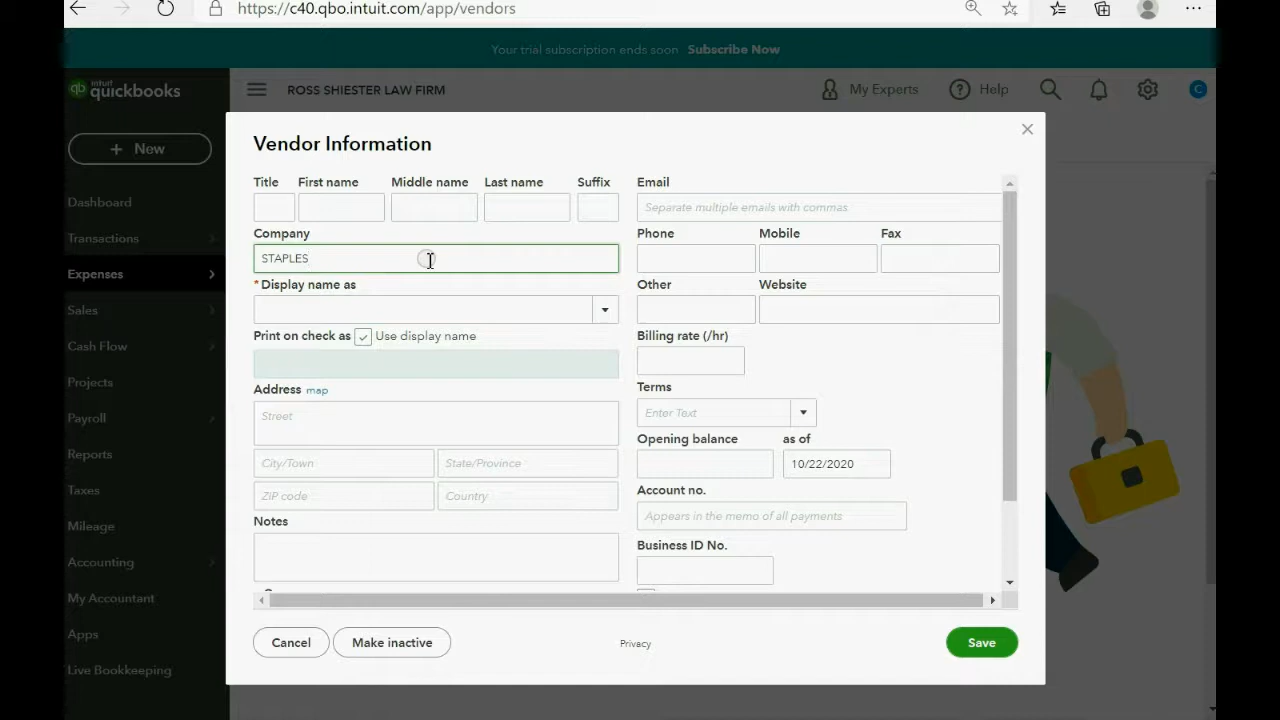 https://c40.qbo.intuit.com/app/vendors
Your trial subscription ends soon Subscribe Now
intuit quickbooks
ROSS SHIESTER LAW FIRM
My Experts
Help
C
+ New
Dashboard
Transactions
Expenses
Sales
Cash Flow
Projects
Payroll
Reports
Taxes
Mileage
Accounting
My Accountant
Apps
Live Bookkeeping
Vendor Information
Title First name Middle name Last name Suffix
Company
STAPLES
* Display name as
Print on check as Use display name
Address map
Street
City/Town State/Province
ZIP code Country
Notes
Email
Separate multiple emails with commas.
Phone Mobile Fax
Other Website
Billing rate (/hr)
Terms
Enter Text
Opening balance as of
10/22/2020
Account no.
Appears in the memo of all payments
Business ID No.
Cancel Make inactive Privacy Save